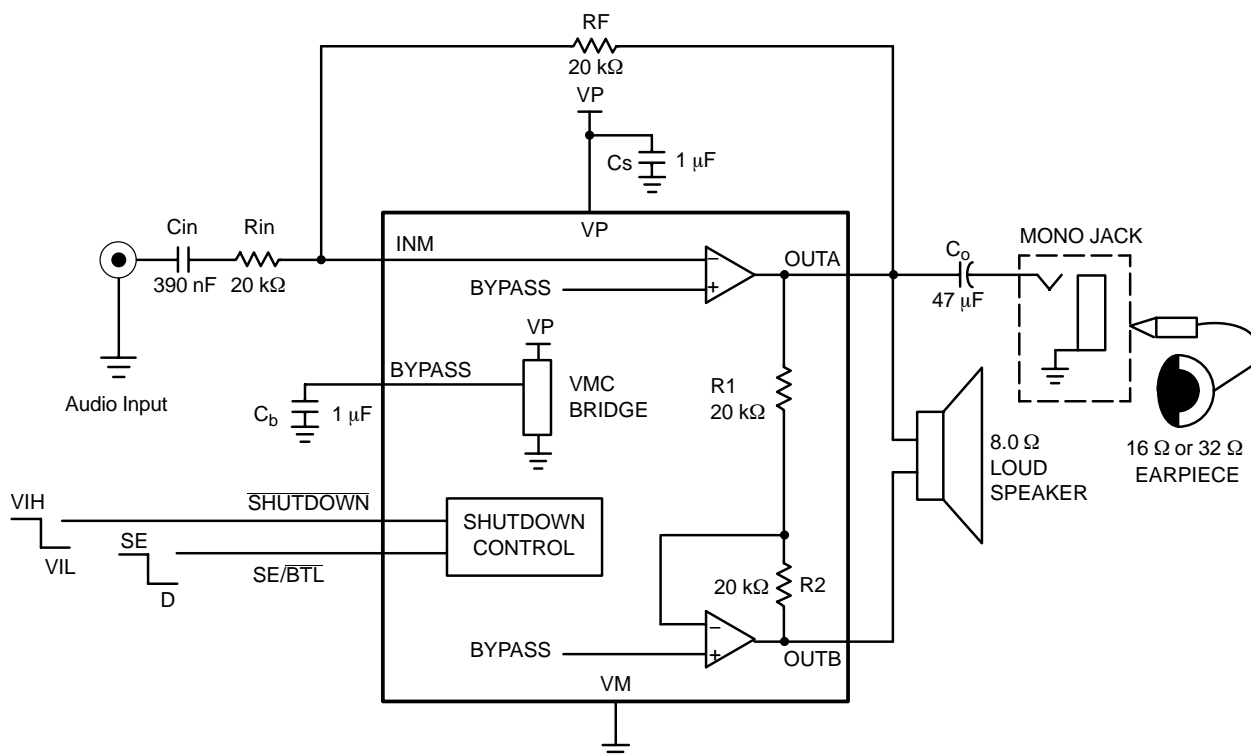 RF
20 kΩ
VP
Cs
1 μF
VP
Cin
390 nF
Rin
20 kΩ
Audio Input
INM
BYPASS
OUTA
Co
47 μF
MONO JACK
VP
BYPASS
VMC
BRIDGE
Cb
1 μF
R1
20 kΩ
8.0 Ω
LOUD
SPEAKER
16 Ω or 32 Ω
EARPIECE
VIH
VIL
SHUTDOWN
SE
D
SE/BTL
SHUTDOWN
CONTROL
20 kΩ
R2
BYPASS
OUTB
VM